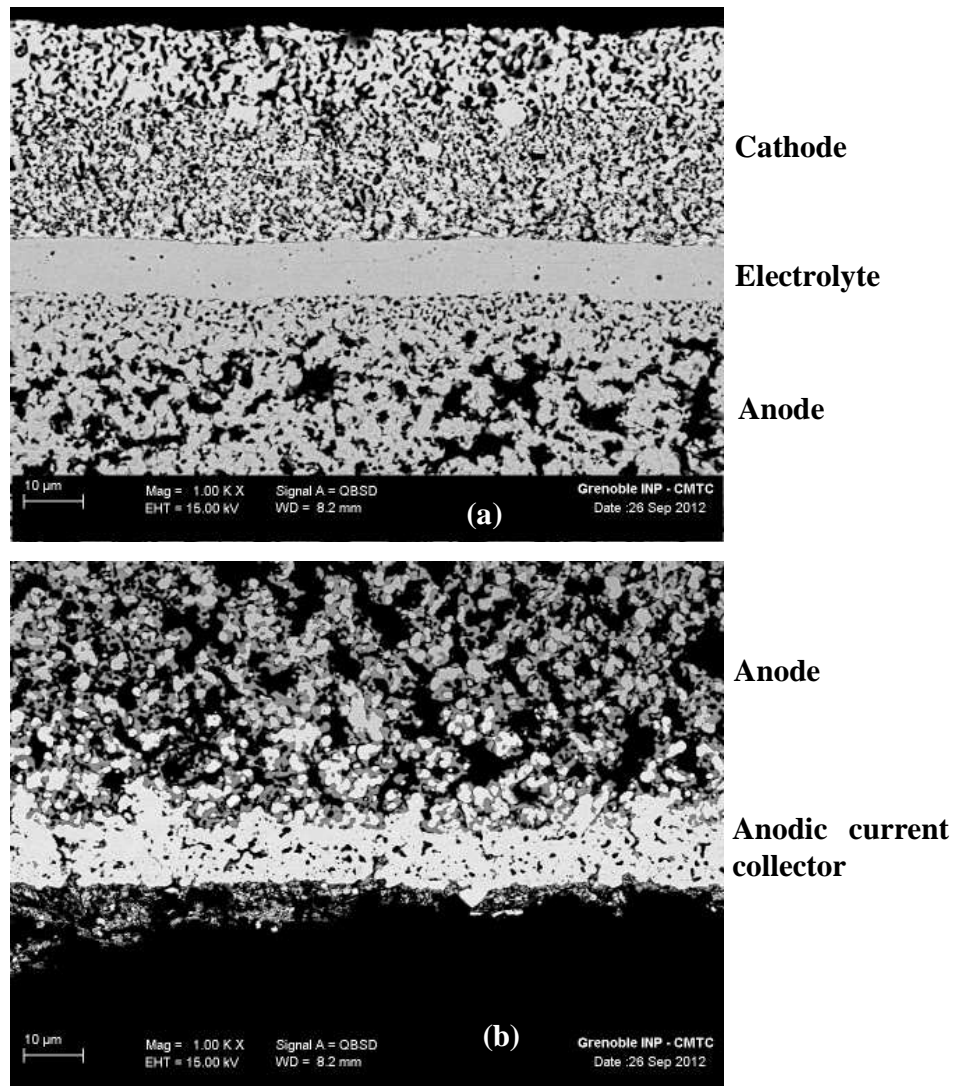 Cathode
Electrolyte
Anode
10 µm
Mag = 1.00 K X
Signal A = QBSD
Grenoble INP - CMTC
EHT = 15.00 kV
WD = 8.2 mm
Date :26 Sep 2012
(a)
Anode
Anodic current
collector
10 µm
Mag = 1.00 K X
Signal A = QBSD
Grenoble INP - CMTC
EHT = 15.00 kV
WD = 8.2 mm
Date :26 Sep 2012
(b)